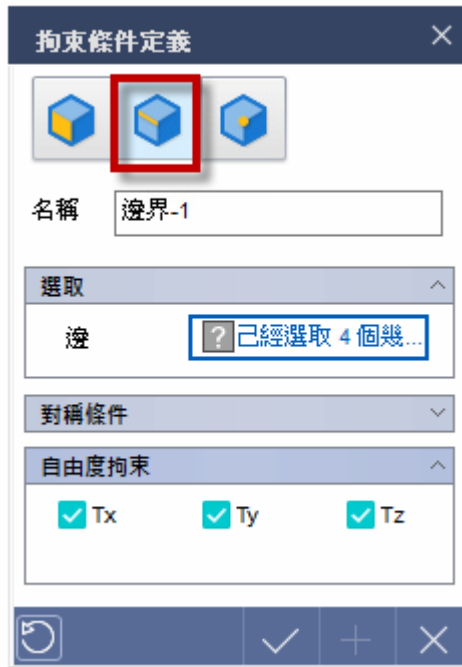 拘束條件定義
名稱 邊界-1
選取
邊 ?已經選取 4 個幾...
對稱條件
自由度拘束
Tx Ty Tz